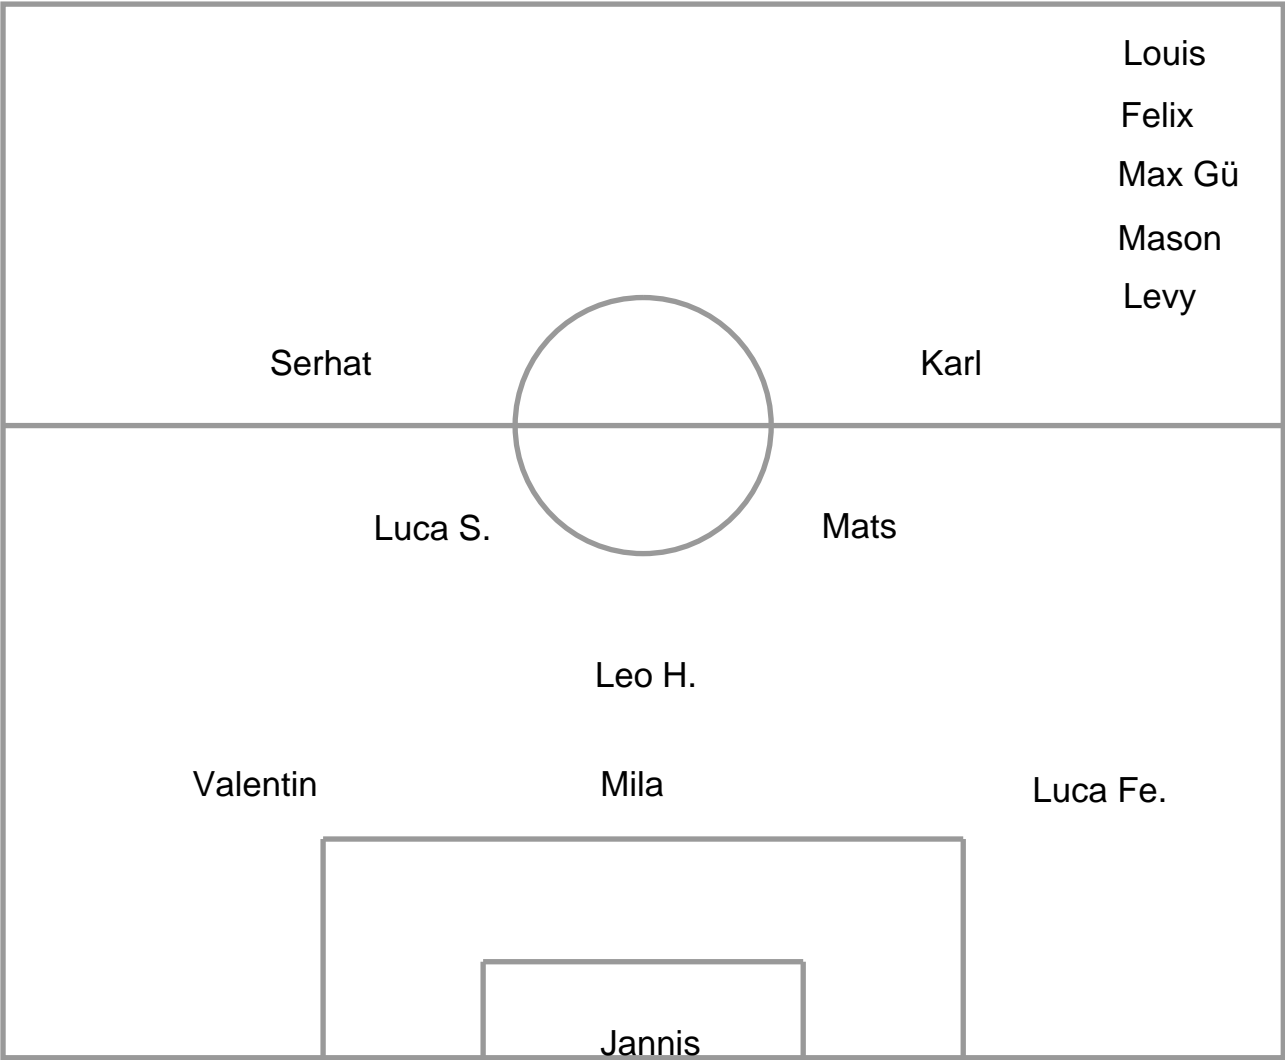 Louis
Felix
Max Gü
Mason
Levy
Serhat
Karl
Luca S.
Mats
Leo H.
Valentin
Mila
Luca Fe.
Jannis